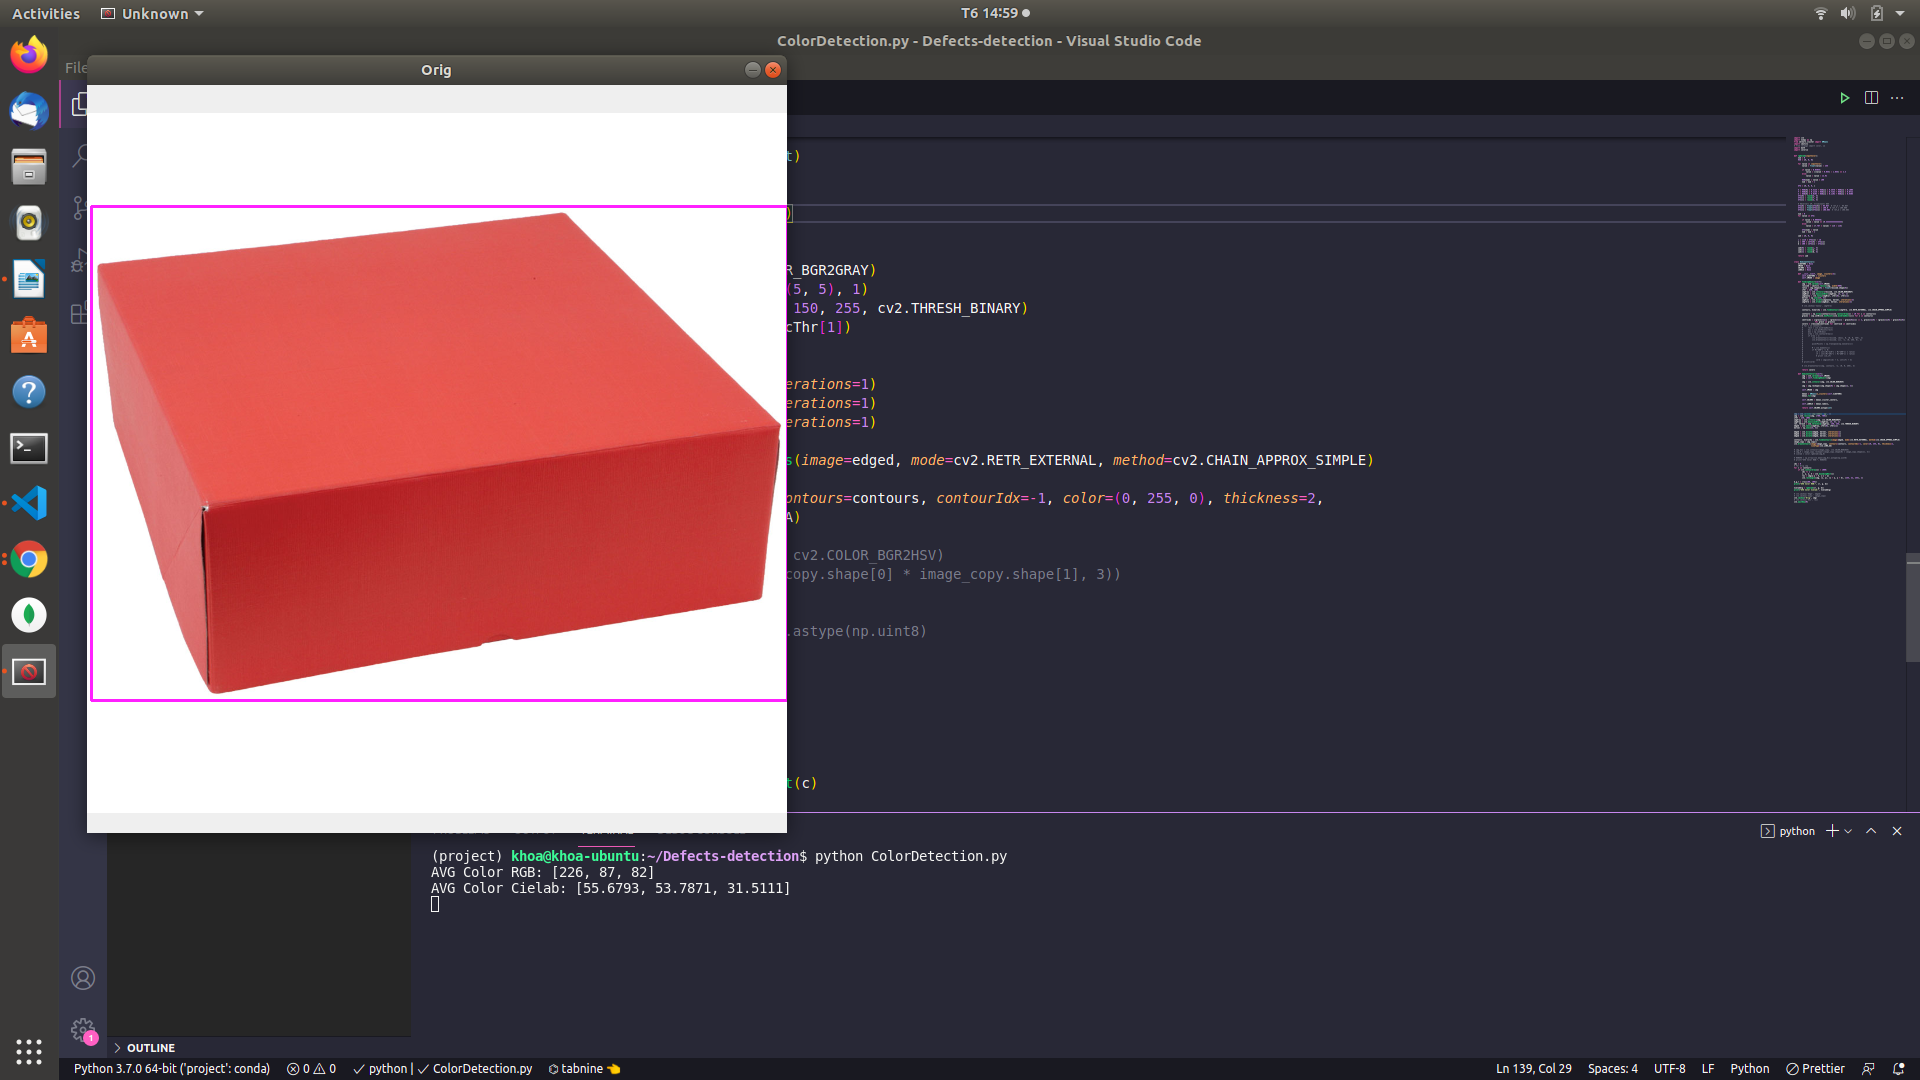 Activities
Unknown
T6 14:59
ColorDetection.py - Defects-detection - Visual Studio Code
File
Orig
t)
)
R_BGR2GRAY)
(5, 5), 1)
150, 255, cv2.THRESH_BINARY)
cThr[1])
erations=1)
erations=1)
erations=1)
s(image=edged, mode=cv2.RETR_EXTERNAL, method=cv2.CHAIN_APPROX_SIMPLE)
ontours=contours, contourIdx=-1, color=(0, 255, 0), thickness=2,
A)
cv2.COLOR_BGR2HSV)
copy.shape[0] * image_copy.shape[1], 3))
.astype(np.uint8)
t(c)
python
(project) khoa@khoa-ubuntu:~/Defects-detection$ python ColorDetection.py
AVG Color RGB: [226, 87, 82]
AVG Color Cielab: [55.6793, 53.7871, 31.5111]
1
OUTLINE
Python 3.7.0 64-bit ('project': conda)
0
0
python |
ColorDetection.py
tabnine
Ln 139, Col 29
Spaces: 4
UTF-8
LF
Python
Prettier